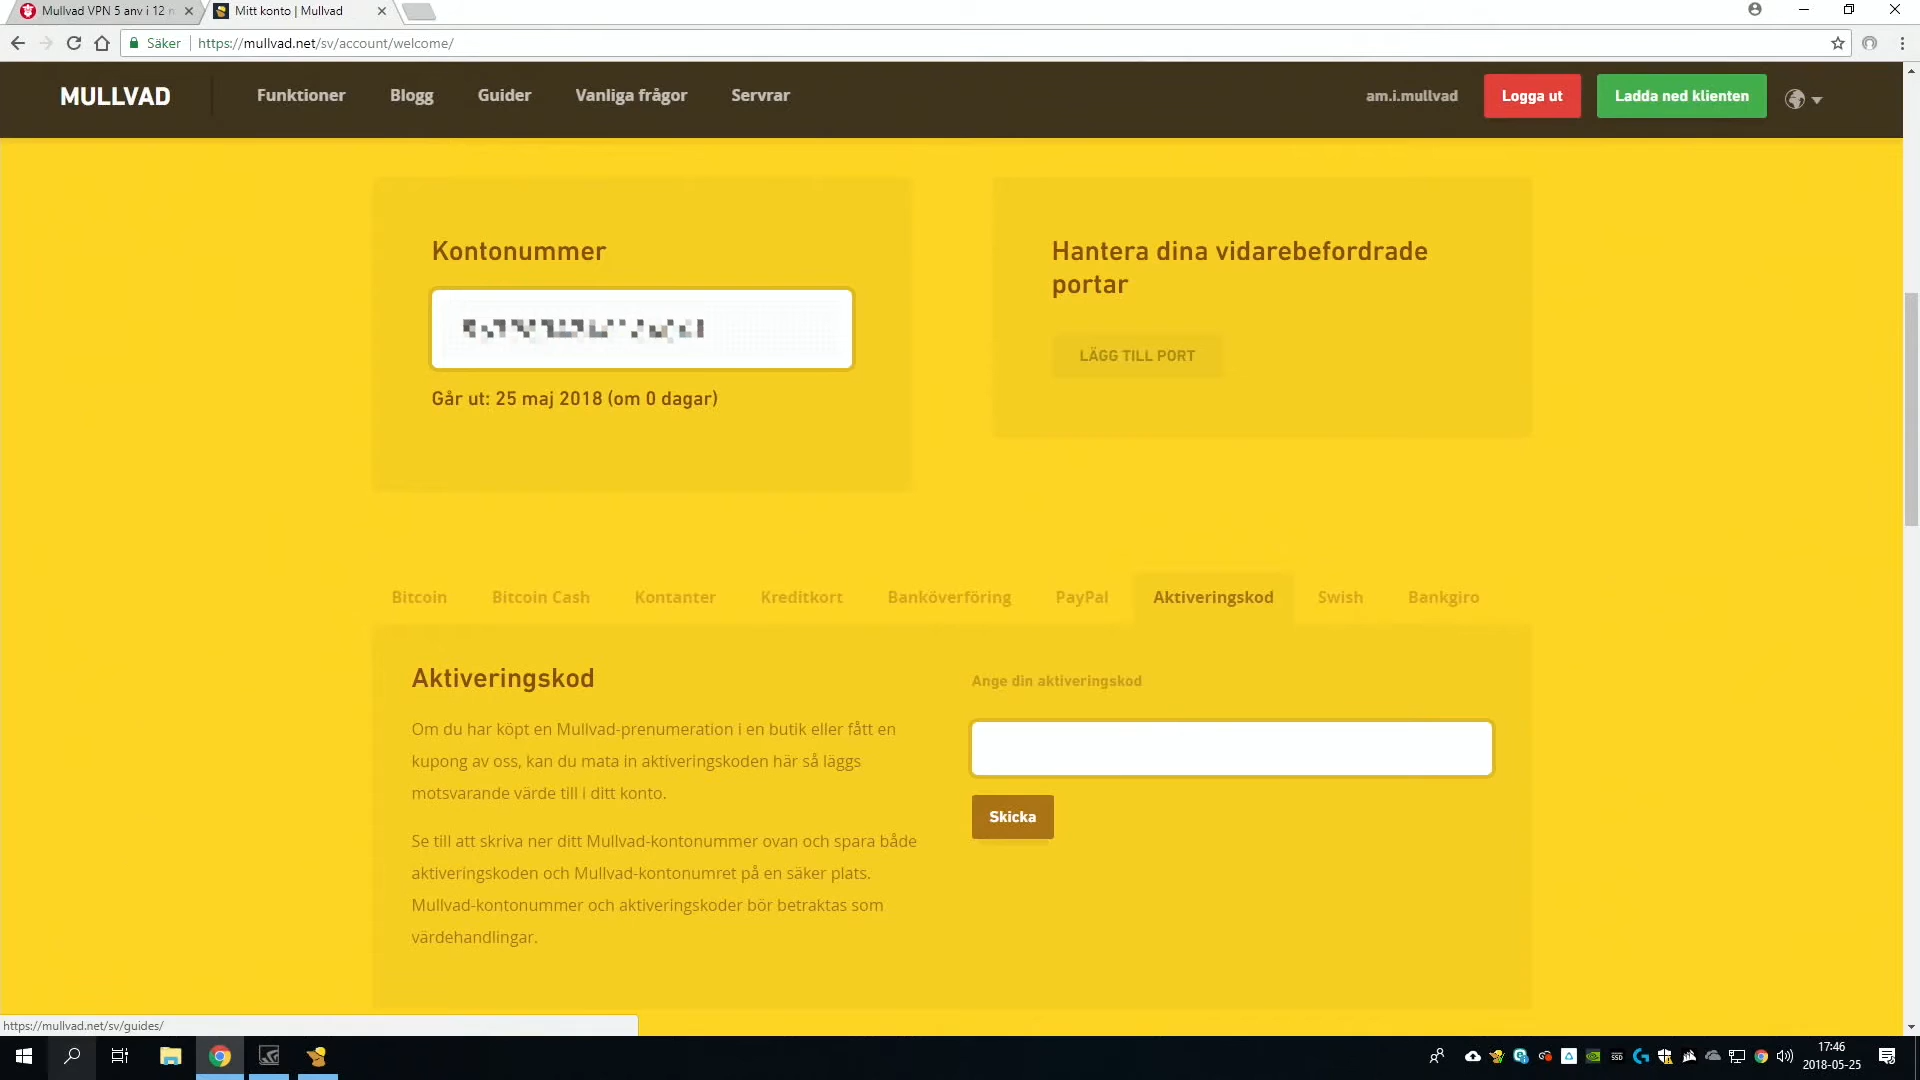 Mullvad VPN 5 anv i 12
Mitt konto | Mullvad
Säker
https://mullvad.net/sv/account/welcome/
MULLVAD
Funktioner
Blogg
Guider
Vanliga frågor
Servrar
am.i.mullvad
Logga ut
Ladda ned klienten
Kontonummer
Går ut: 25 maj 2018 (om 0 dagar)
Hantera dina vidarebefordrade
portar
LÄGG TILL PORT
Bitcoin
Bitcoin Cash
Kontanter
Kreditkort
Banköverföring
PayPal
Aktiveringskod
Swish
Bankgiro
Aktiveringskod
Om du har köpt en Mullvad-prenumeration i en butik eller fått en
kupong av oss, kan du mata in aktiveringskoden här så läggs
motsvarande värde till i ditt konto.
Se till att skriva ner ditt Mullvad-kontonummer ovan och spara både
aktiveringskoden och Mullvad-kontonumret på en säker plats.
Mullvad-kontonummer och aktiveringskoder bör betraktas som
värdehandlingar.
Ange din aktiveringskod
Skicka
https://mullvad.net/sv/guides/
SSD
17:46
2018-05-25